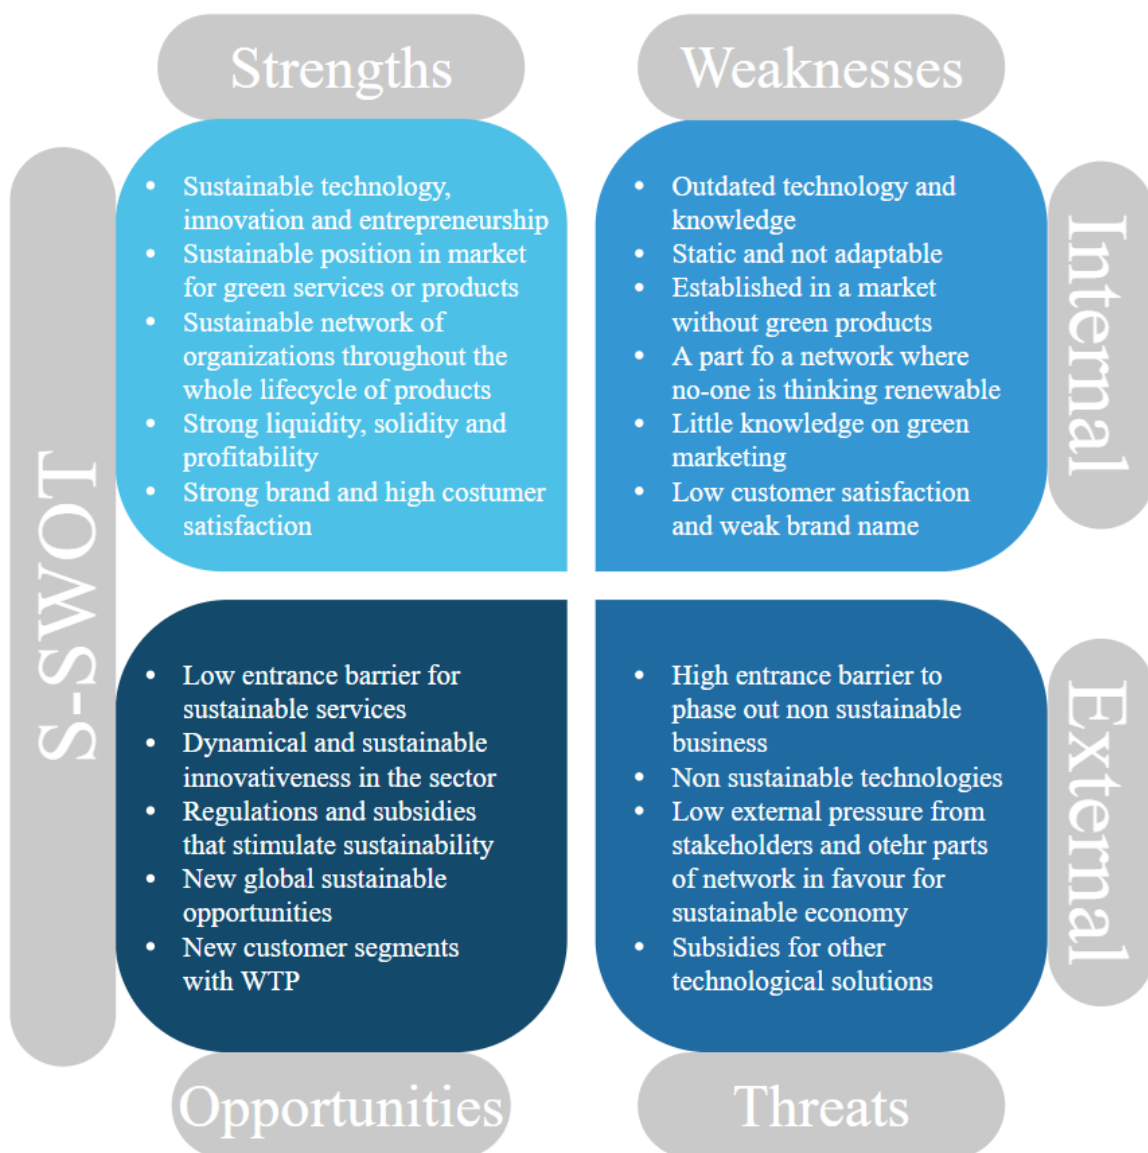 Strengths
Weaknesses
S-SWOT
• Sustainable technology,
innovation and entrepreneurship
• Sustainable position in market
for green services or products
• Sustainable network of
organizations throughout the
whole lifecycle of products
• Strong liquidity, solidity and
profitability
• Strong brand and high costumer
satisfaction
• Outdated technology and
knowledge
• Static and not adaptable
• Established in a market
without green products
• A part fo a network where
no-one is thinking renewable
• Little knowledge on green
marketing
• Low customer satisfaction
and weak brand name
Internal
• Low entrance barrier for
sustainable services
• Dynamical and sustainable
innovativeness in the sector
• Regulations and subsidies
that stimulate sustainability
• New global sustainable
opportunities
• New customer segments
with WTP
• High entrance barrier to
phase out non sustainable
business
• Non sustainable technologies
• Low external pressure from
stakeholders and otehr parts
of network in favour for
sustainable economy
• Subsidies for other
technological solutions
External
Opportunities
Threats